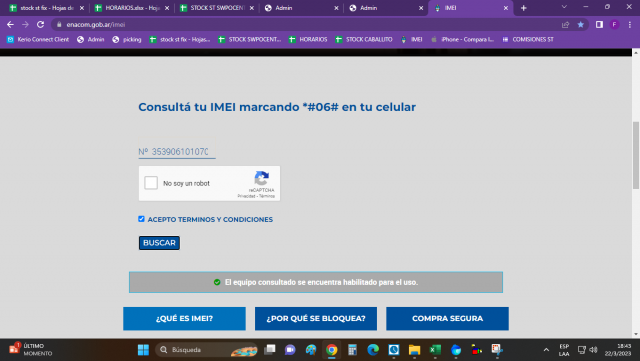 stock st fix - Hojas de
HORARIOS.xlsx - Hoja
STOCK ST SWPOCENT
Admin
Admin
IMEI
enacom.gob.ar/imei
Kerio Connect Client
Admin
picking
stock st fix - Hojas...
STOCK SWPOCENT...
HORARIOS
STOCK CABALLITO
IMEI
iPhone - Compara l...
COMISIONES ST
Consultá tu IMEI marcando *#06# en tu celular
Nº 35390610107
No soy un robot
reCAPTCHA
Privacidad - Términos
ACEPTO TERMINOS Y CONDICIONES
BUSCAR
El equipo consultado se encuentra habilitado para el uso.
¿QUÉ ES IMEI?
¿POR QUÉ SE BLOQUEA?
COMPRA SEGURA
ÚLTIMO
MOMENTO
Búsqueda
ESP
LAA
18:43
22/3/2023